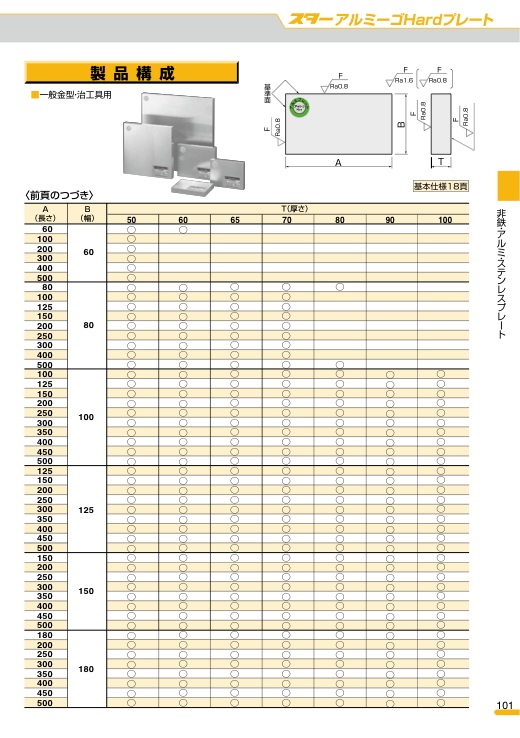 スターアルミーゴHardプレート
製品構成
■一般金型・治工具用
基準面
F
Ra0.8
F
Ra1.6
(
F
Ra0.8
)
F
Ra0.8
B
A
F
Ra0.8
F
Ra0.8
T
基本仕様18頁
〈前頁のつづき〉
A
(長さ)
B
(幅)
T(厚さ)
50 60 65 70 80 90 100
60 60 ○ ○
100 ○
200 ○
300 ○
400 ○
500 ○
80 80 ○ ○ ○ ○ ○
100 ○ ○ ○ ○
125 ○ ○ ○ ○
150 ○ ○ ○ ○
200 ○ ○ ○ ○
250 ○ ○ ○ ○
300 ○ ○ ○ ○
400 ○ ○ ○ ○
500 ○ ○ ○ ○ ○
100 100 ○ ○ ○ ○ ○ ○ ○
125 ○ ○ ○ ○ ○ ○ ○
150 ○ ○ ○ ○ ○ ○ ○
200 ○ ○ ○ ○ ○ ○ ○
250 ○ ○ ○ ○ ○ ○ ○
300 ○ ○ ○ ○ ○ ○ ○
350 ○ ○ ○ ○ ○ ○ ○
400 ○ ○ ○ ○ ○ ○ ○
450 ○ ○ ○ ○ ○ ○ ○
500 ○ ○ ○ ○ ○ ○ ○
125 125 ○ ○ ○ ○ ○ ○ ○
150 ○ ○ ○ ○ ○ ○ ○
200 ○ ○ ○ ○ ○ ○ ○
250 ○ ○ ○ ○ ○ ○ ○
300 ○ ○ ○ ○ ○ ○ ○
350 ○ ○ ○ ○ ○ ○ ○
400 ○ ○ ○ ○ ○ ○ ○
450 ○ ○ ○ ○ ○ ○ ○
500 ○ ○ ○ ○ ○ ○ ○
150 150 ○ ○ ○ ○ ○ ○ ○
200 ○ ○ ○ ○ ○ ○ ○
250 ○ ○ ○ ○ ○ ○ ○
300 ○ ○ ○ ○ ○ ○ ○
350 ○ ○ ○ ○ ○ ○ ○
400 ○ ○ ○ ○ ○ ○ ○
450 ○ ○ ○ ○ ○ ○ ○
500 ○ ○ ○ ○ ○ ○ ○
180 180 ○ ○ ○ ○ ○ ○ ○
200 ○ ○ ○ ○ ○ ○ ○
250 ○ ○ ○ ○ ○ ○ ○
300 ○ ○ ○ ○ ○ ○ ○
350 ○ ○ ○ ○ ○ ○ ○
400 ○ ○ ○ ○ ○ ○ ○
450 ○ ○ ○ ○ ○ ○ ○
500 ○ ○ ○ ○ ○ ○ ○
非鉄・アルミ・ステンレスプレート
101